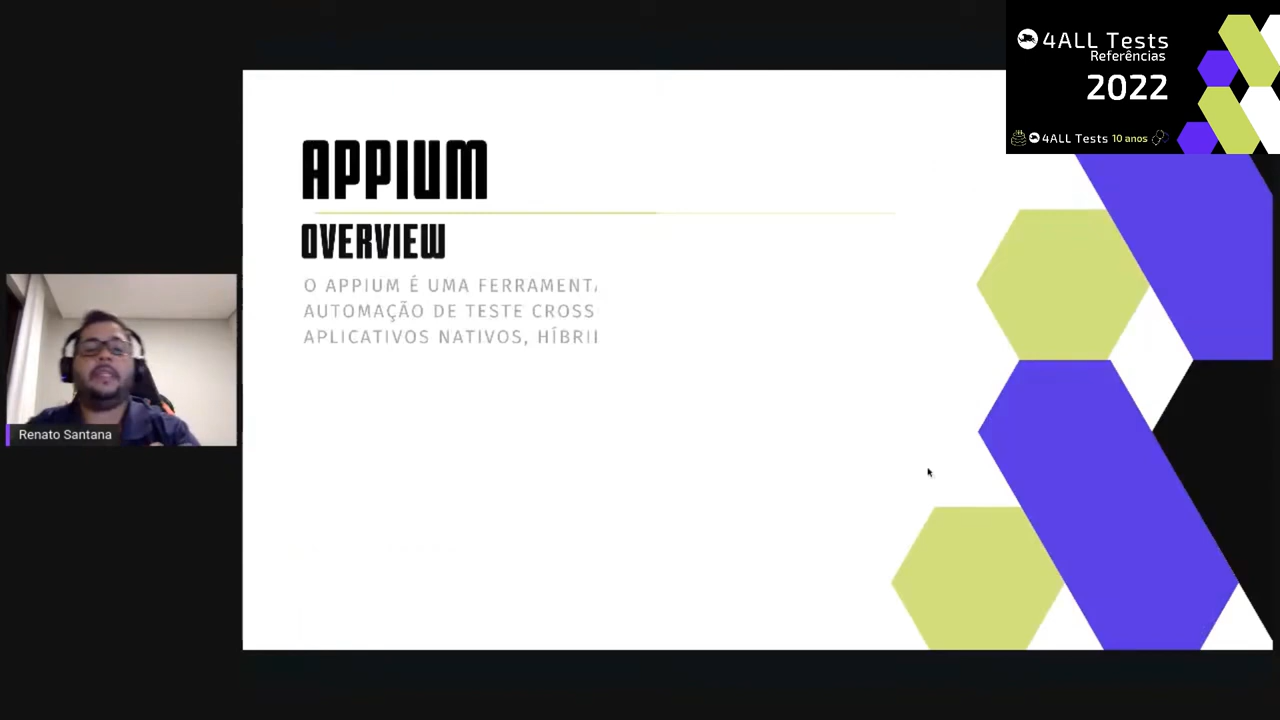 4ALL Tests
Referências
2022
4ALL Tests 10 anos
APPIUM
OVERVIEW
O APPIUM É UMA FERRAMENT
AUTOMAÇÃO DE TESTE CROSS
APLICATIVOS NATIVOS,
Renato Santana